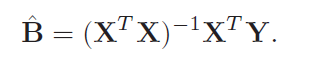 B̂ = (XᵀX)⁻¹XᵀY.